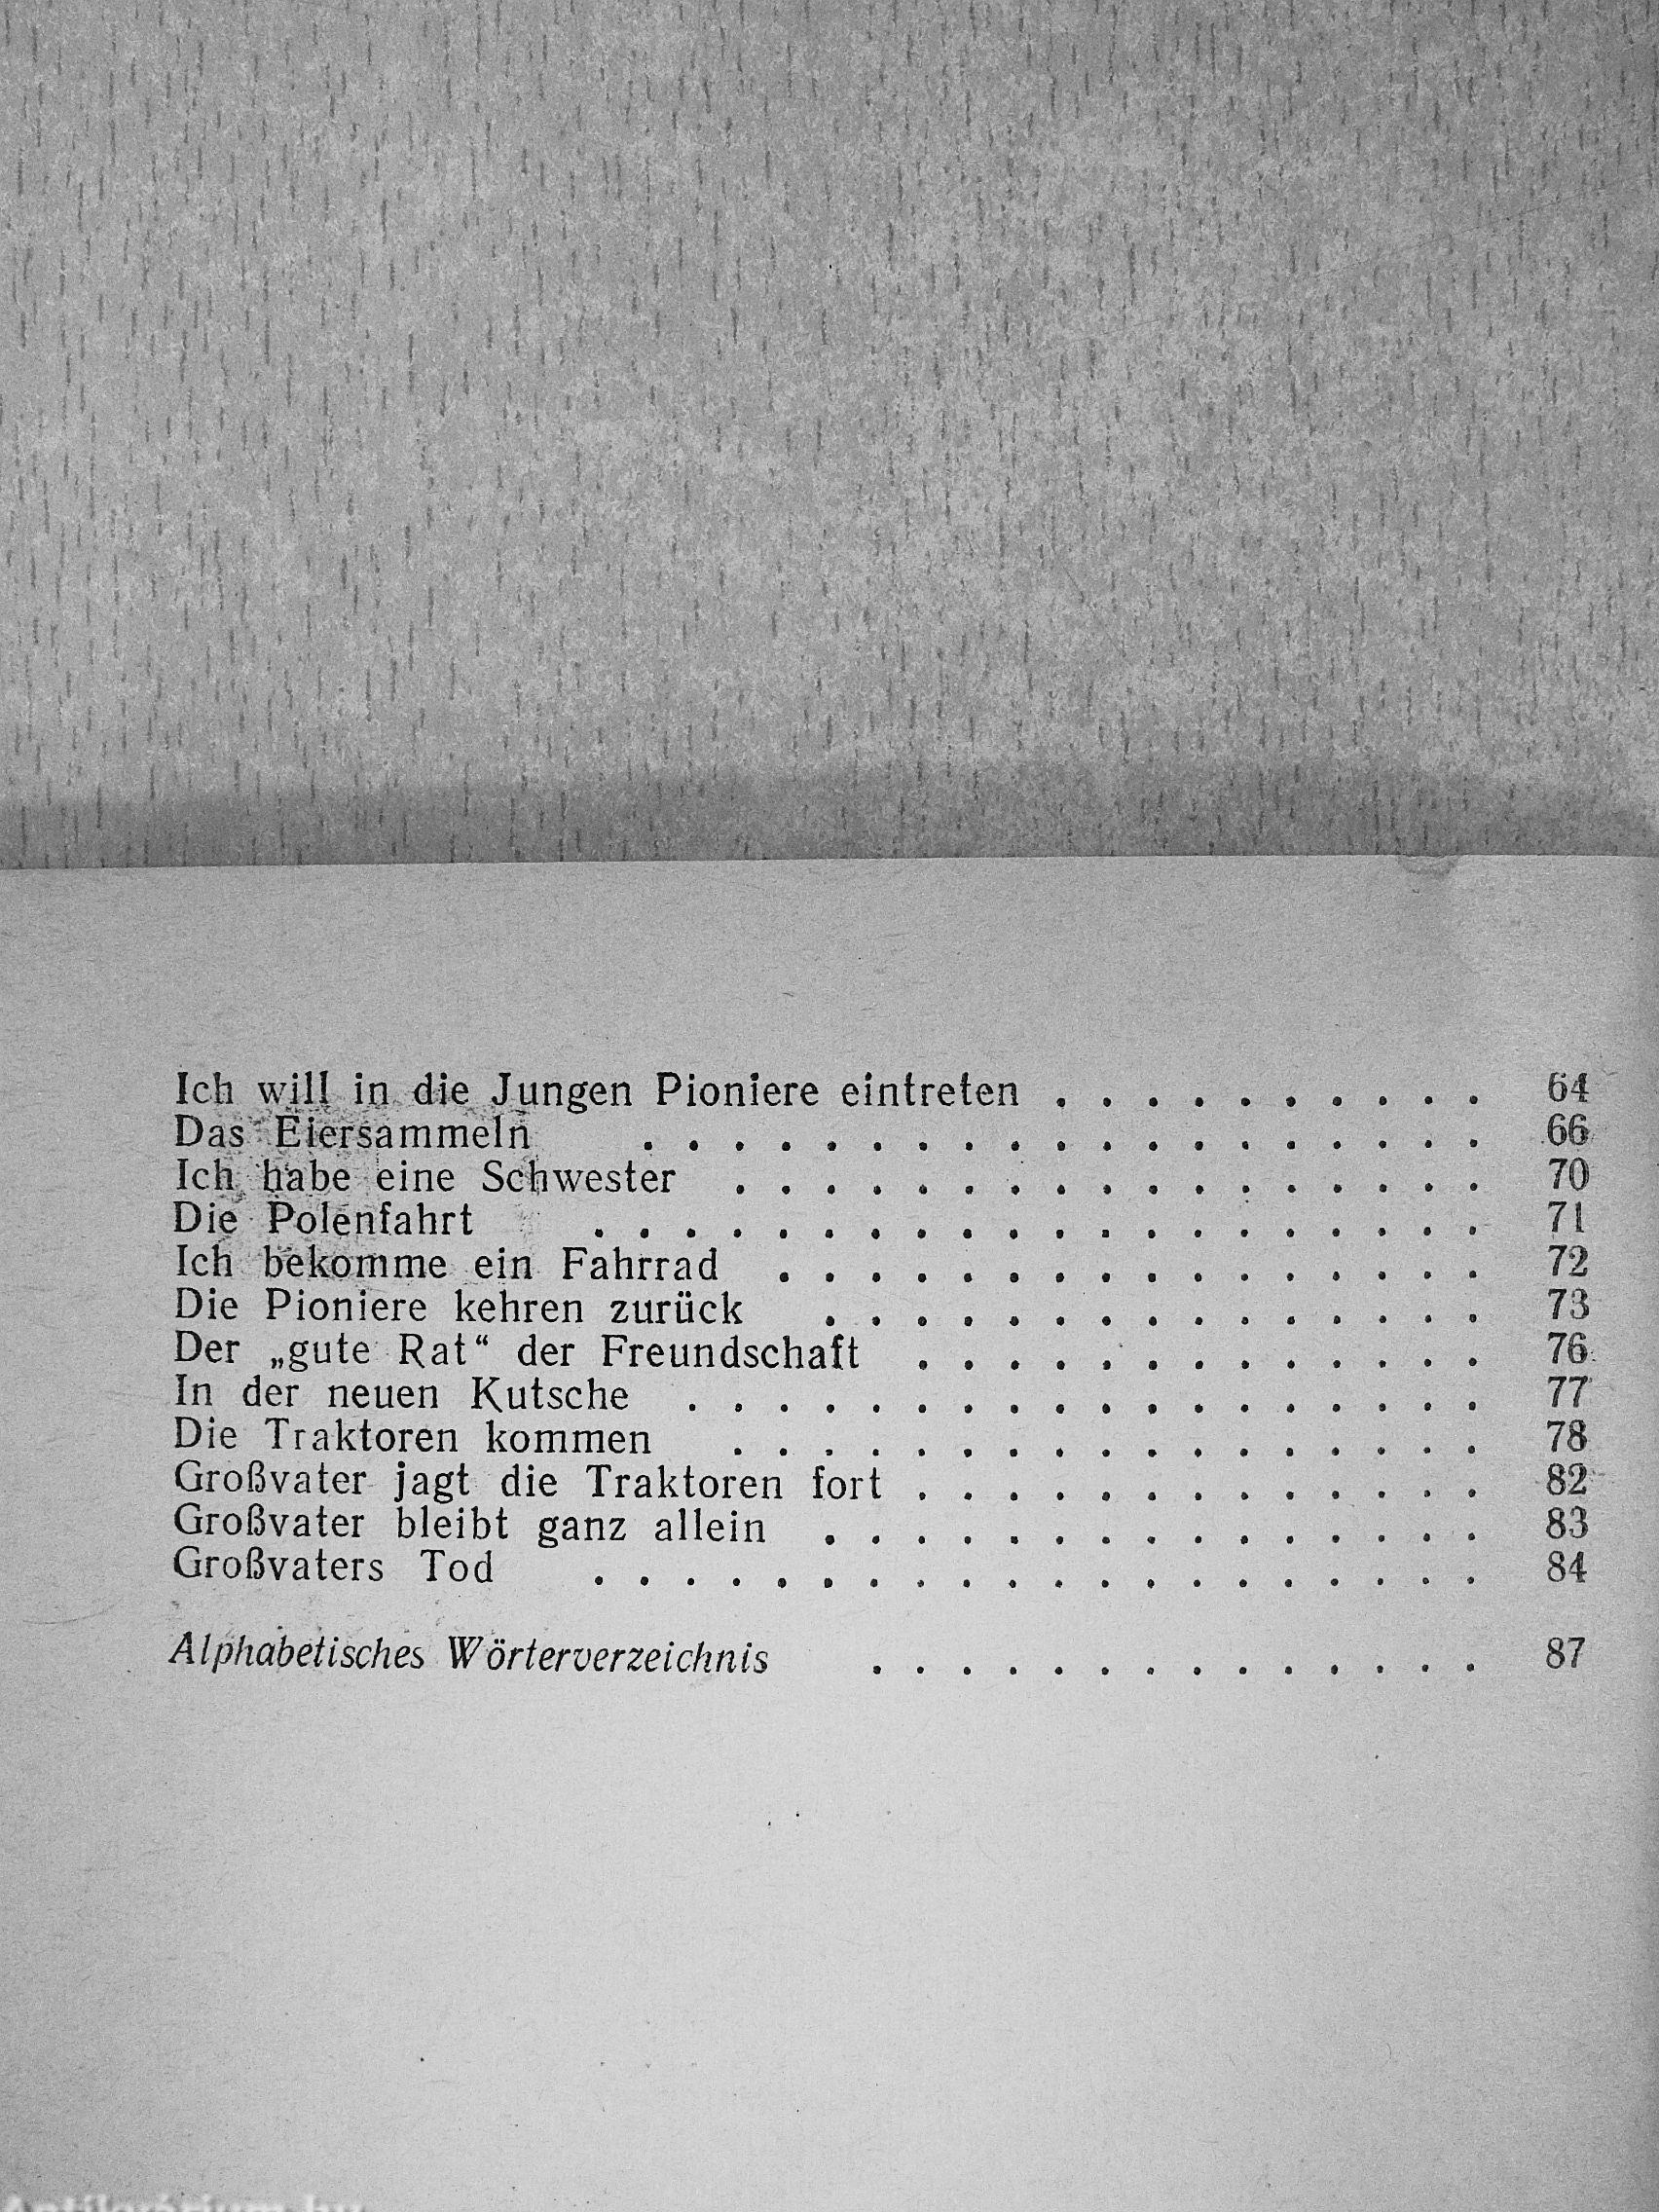 Ich will in die Jungen Pioniere eintreten . . . . . . . . . . 64
Das Eiersammeln . . . . . . . . . . . . . . . . . . . 66
Ich habe eine Schwester . . . . . . . . . . . . . . . . . 70
Die Polenfahrt . . . . . . . . . . . . . . . . . . . . 71
Ich bekomme ein Fahrrad . . . . . . . . . . . . . . . . 72
Die Pioniere kehren zurück . . . . . . . . . . . . . . . 73
Der „gute Rat“ der Freundschaft . . . . . . . . . . . . . 76
In der neuen Kutsche . . . . . . . . . . . . . . . . . . 77
Die Traktoren kommen . . . . . . . . . . . . . . . . . 78
Großvater jagt die Traktoren fort . . . . . . . . . . . . . 82
Großvater bleibt ganz allein . . . . . . . . . . . . . . . 83
Großvaters Tod . . . . . . . . . . . . . . . . . . . . 84
Alphabetisches Wörterverzeichnis . . . . . . . . . . . . . . 87